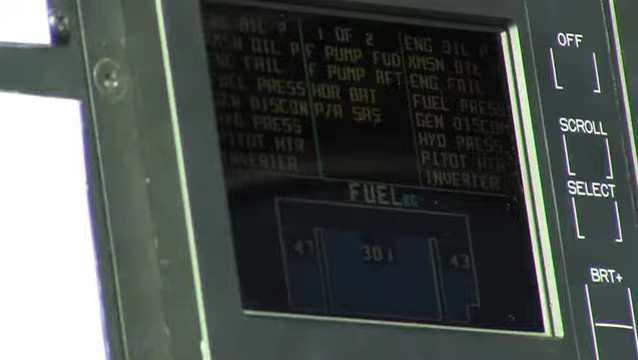 ENG OIL P 1 OF 2 ENG OIL P
XMSN OIL P F PUMP FWD XMSN OIL P
ENG FAIL F PUMP AFT ENG FAIL
FUEL PRESS HDR BAT FUEL PRESS
GEN DISCON P/R SAS GEN DISCON
HYD PRESS HYD PRESS
PITOT HTR PITOT HTR
INVERTER INVERTER
FUEL
47 301 43
OFF
SCROLL
SELECT
BRT+